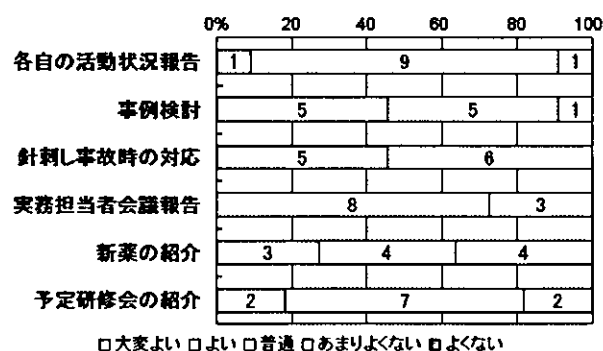 0% 20 40 60 80 100
各自の活動状況報告 1 9 1
事例検討 5 5 1
針刺し事故時の対応 5 6
実務担当者会議報告 8 3
新薬の紹介 3 4 4
予定研修会の紹介 2 7 2
□大変よい □よい □普通 □あまりよくない □よくない